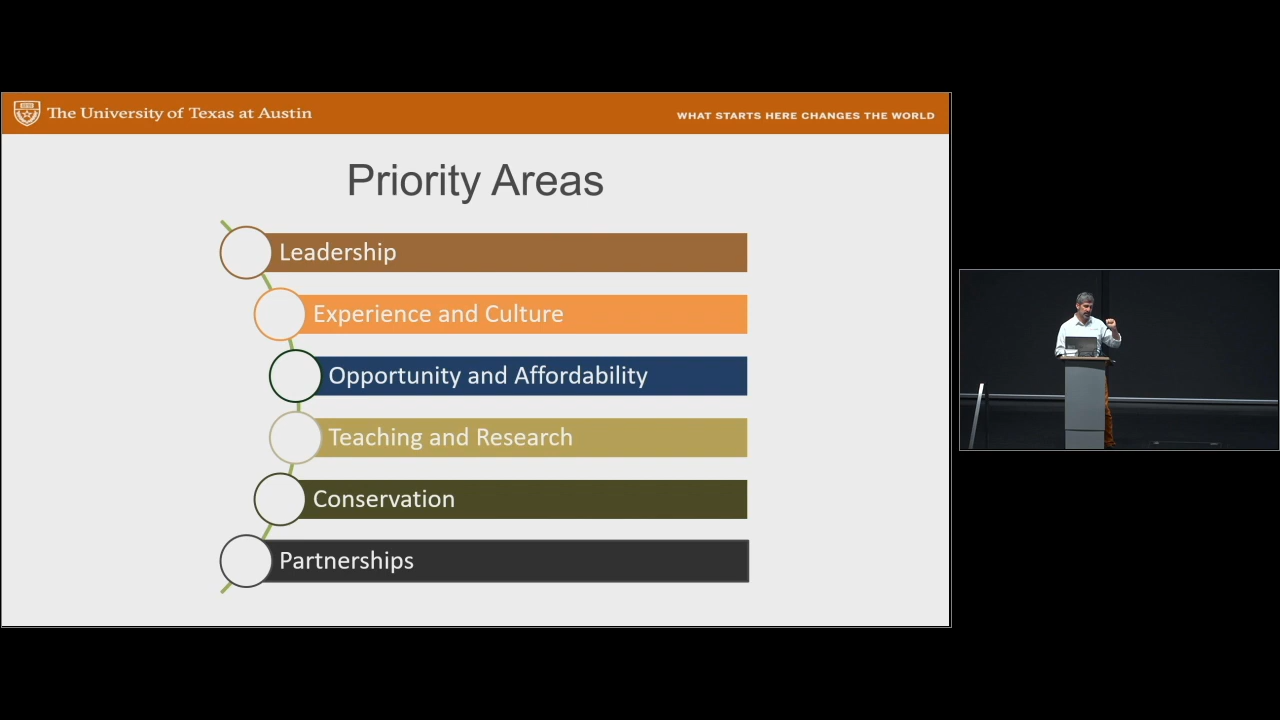 The University of Texas at Austin
WHAT STARTS HERE CHANGES THE WORLD
Priority Areas
Leadership
Experience and Culture
Opportunity and Affordability
Teaching and Research
Conservation
Partnerships